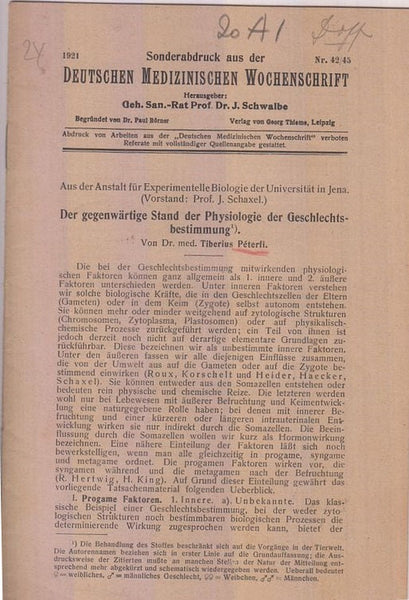 24
20 A 1
1921
Sonderabdruck aus der
Nr. 42/45
DEUTSCHEN MEDIZINISCHEN WOCHENSCHRIFT
Herausgeber:
Geh. San.-Rat Prof. Dr. J. Schwalbe
Begründet von Dr. Paul Börner
Verlag von Georg Thieme, Leipzig
Abdruck von Arbeiten aus der „Deutschen Medizinischen Wochenschrift" verboten
Referate mit vollständiger Quellenangabe gestattet.
Aus der Anstalt für Experimentelle Biologie der Universität in Jena.
(Vorstand: Prof. J. Schaxel.)
Der gegenwärtige Stand der Physiologie der Geschlechts-
bestimmung¹).
Von Dr. med. Tiberius Péterfi.
Die bei der Geschlechtsbestimmung mitwirkenden physiologi-
schen Faktoren können ganz allgemein als 1. innere und 2. äußere
Faktoren unterschieden werden. Unter inneren Faktoren verstehen
wir solche biologische Kräfte, die in den Geschlechtszellen der Eltern
(Gameten) oder in dem Keim (Zygote) selbst autonom entstehen.
Sie können mehr oder minder weitgehend auf zytologische Strukturen
(Chromosomen, Zytoplasma, Plastosomen) oder auf physikalisch-
chemische Prozesse zurückgeführt werden; ein Teil von ihnen ist
jedoch derzeit noch nicht auf derartige elementare Grundlagen zu-
rückführbar. Diese bezeichnen wir als unbestimmte innere Faktoren.
Unter den äußeren fassen wir alle diejenigen Einflüsse zusammen,
die von der Umwelt aus auf die Gameten oder auf die Zygote be-
stimmend einwirken (Roux, Korschelt und Heider, Haecker,
Schaxel). Sie können entweder aus den Somazellen entstehen oder
bedeuten rein physische und chemische Reize. Die letzteren werden
wohl nur bei Lebewesen mit äußerer Befruchtung und Keimentwick-
lung eine naturgegebene Rolle haben; bei denen mit innerer Be-
fruchtung und einer kürzeren oder längeren intrauterinalen Ent-
wicklung wirken sie nur indirekt durch die Somazellen. Die Beein-
flussung durch die Somazellen wollen wir kurz als Hormonwirkung
bezeichnen. Eine nähere Einteilung der Faktoren läßt sich noch
bewerkstelligen, wenn man alle gleichzeitig in progame, syngame
und metagame ordnet. Die progamen Faktoren wirken vor, die
syngamen während und die metagamen nach der Befruchtung
(R. Hertwig, H. King). Auf Grund dieser Einteilung gewährt das
vorliegende Tatsachenmaterial folgenden Ueberblick.
I. Progame Faktoren. 1. Innere. a). Unbekannte. Das klas-
sische Beispiel einer Geschlechtsbestimmung, bei der weder zyto-
logischen Strukturen noch bestimmbaren biologischen Prozessen die
determinierende Wirkung zugesprochen werden kann, bietet der
¹) Die Behandlung des Stoffes beschränkt sich auf die Vorgänge in der Tierwelt.
Die Autorennamen beziehen sich in erster Linie auf die Grundauffassung; die Aus-
drucksweise der Zitierten mußte an manchen Stellen der Natur der Mitteilung ent-
sprechend mehr abgekürzt und schematisch wiedergegeben werden. Ueberall bedeutet
♀ = weibliches, ♂ = männliches Geschlecht, ♀♀ = Weibchen, ♂♂ = Männchen.